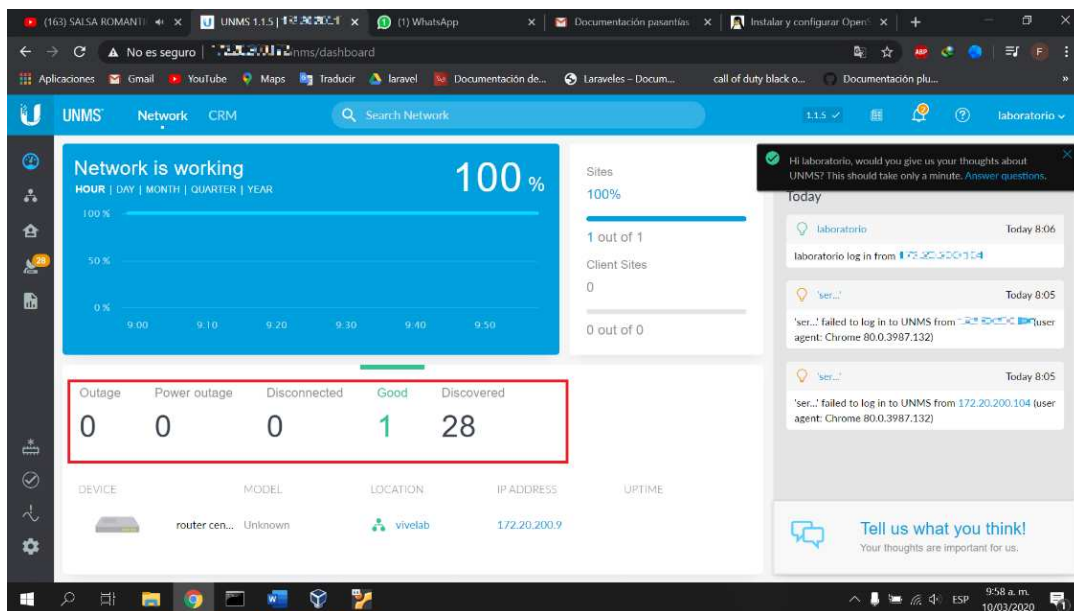 (163) SALSA ROMANTI
UNMS 1.1.5 |
(1) WhatsApp
Documentación pasantías
Instalar y configurar Open
No es seguro
nms/dashboard
Aplicaciones
Gmail
YouTube
Maps
Traducir
laravel
Documentación de...
Laraveles – Docum...
call of duty black o...
Documentación plu...
UNMS
Network
CRM
Search Network
1.1.5
laboratorio
Network is working
100 %
HOUR | DAY | MONTH | QUARTER | YEAR
100 %
50 %
0 %
9:00 9:10 9:20 9:30 9:40 9:50
Sites
100%
1 out of 1
Client Sites
0
0 out of 0
Hi laboratorio, would you give us your thoughts about
UNMS? This should take only a minute. Answer questions.
Today
laboratorio Today 8:06
laboratorio log in from
'ser...' Today 8:05
'ser...' failed to log in to UNMS from (user
agent: Chrome 80.0.3987.132)
'ser...' Today 8:05
'ser...' failed to log in to UNMS from 172.20.200.104 (user
agent: Chrome 80.0.3987.132)
28
Outage Power outage Disconnected Good Discovered
0 0 0 1 28
DEVICE MODEL LOCATION IP ADDRESS UPTIME
router cen... Unknown vivelab 172.20.200.9
Tell us what you think!
Your thoughts are important for us.
ESP
9:58 a. m.
10/03/2020